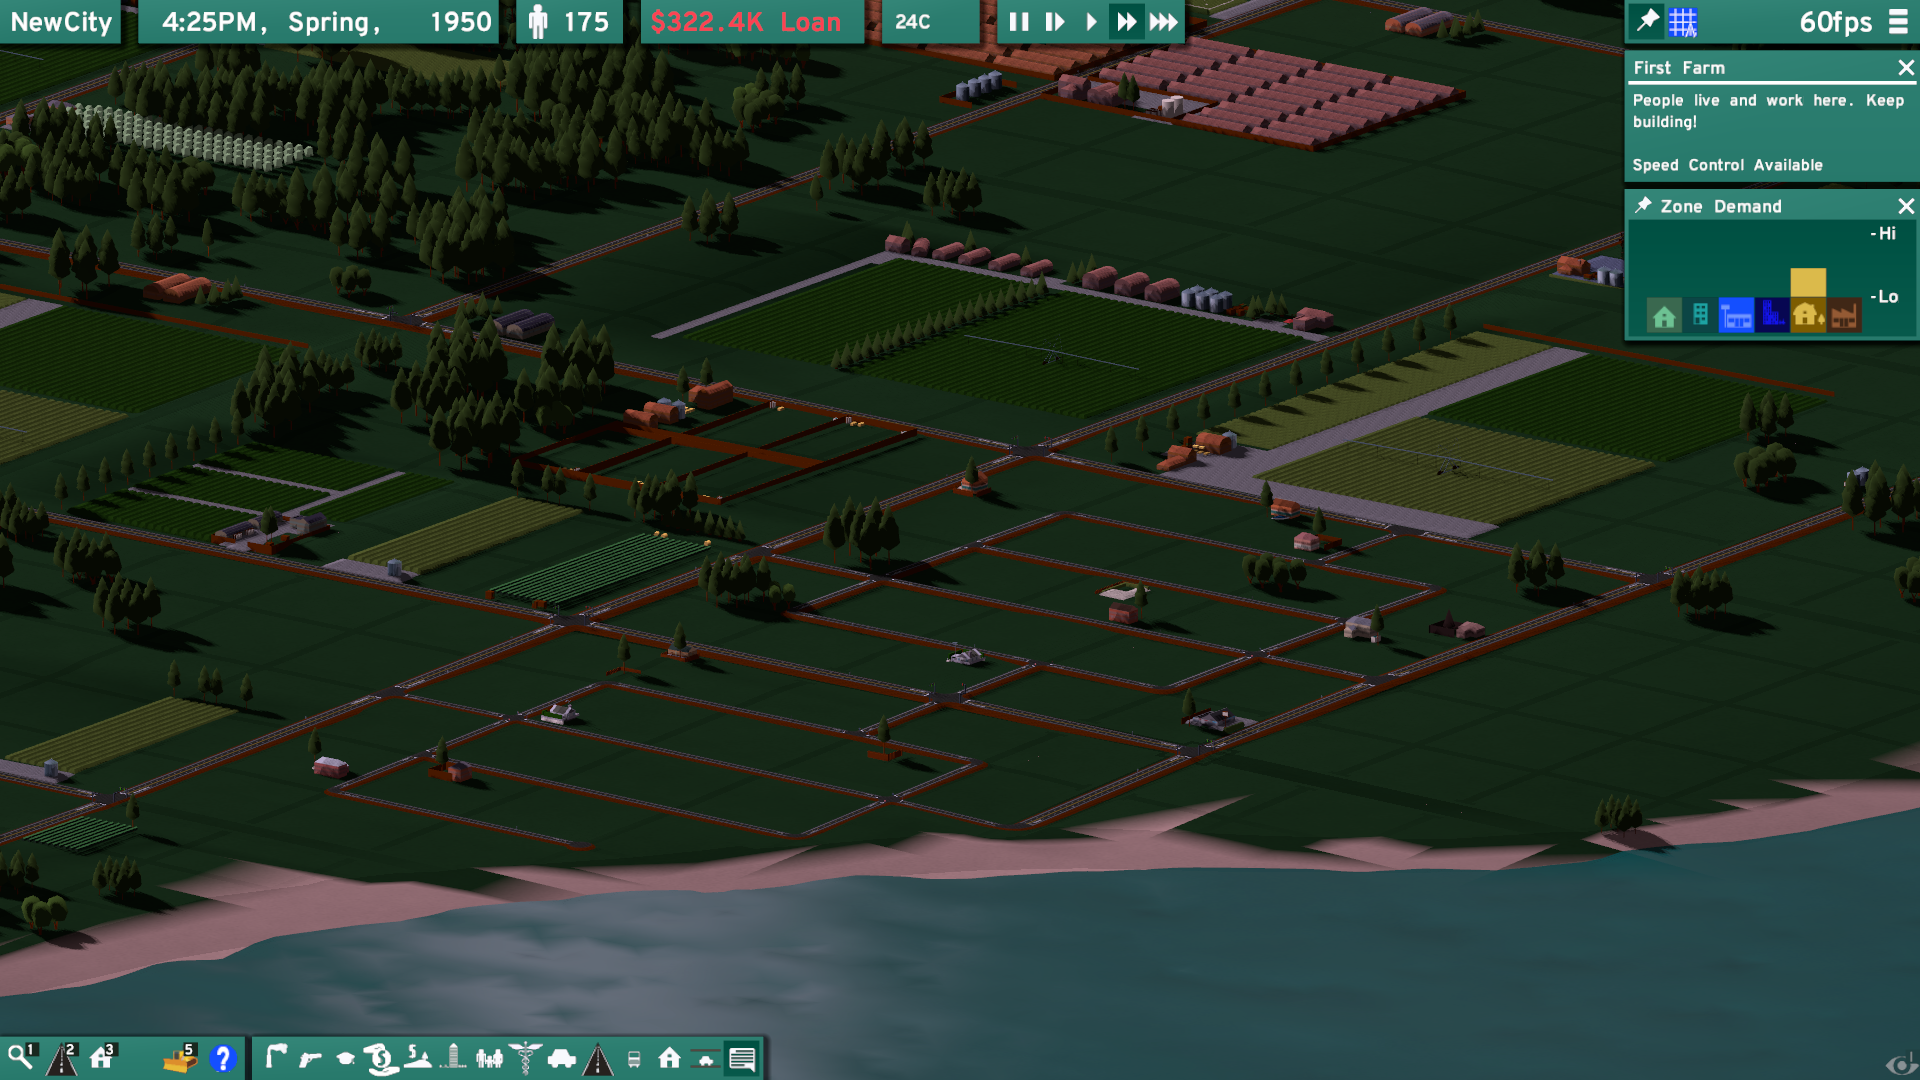 NewCity
4:25PM, Spring, 1950
175
$322.4K Loan
24C
60fps
First Farm
People live and work here. Keep
building!
Speed Control Available
Zone Demand
-Hi
-Lo
1
2
3
5
?